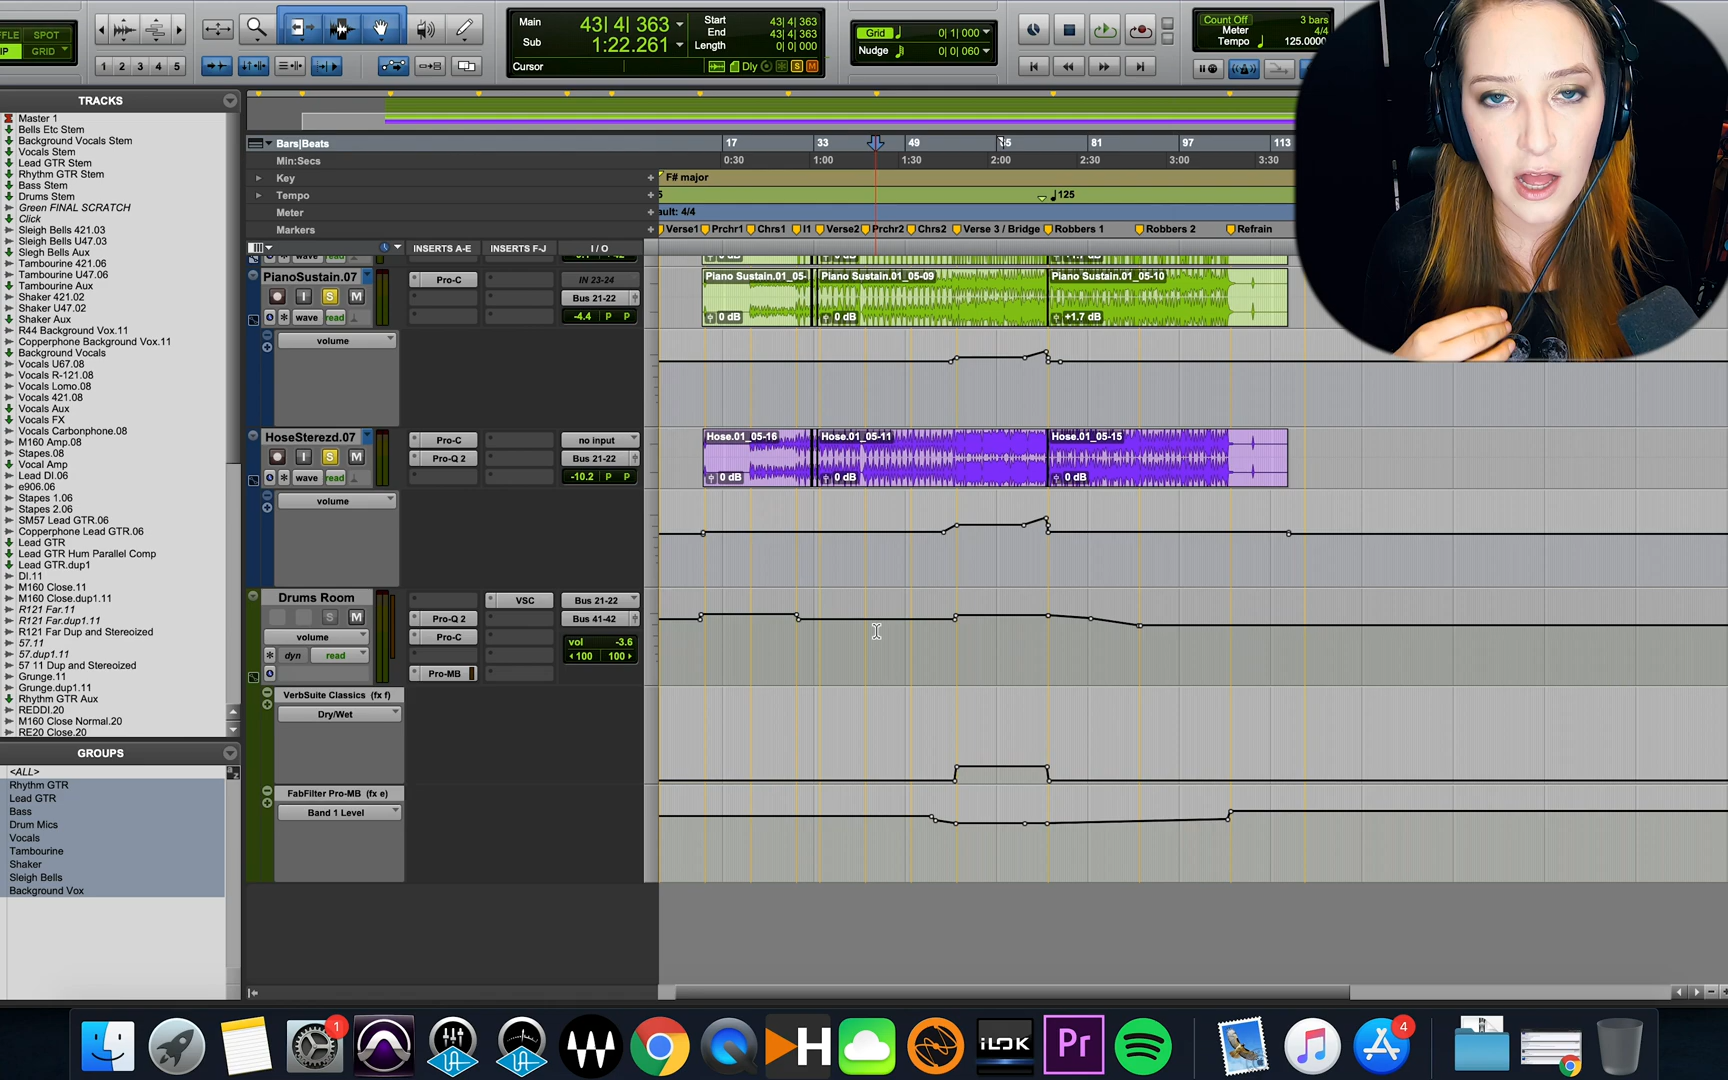 FFLE
SPOT
IP
GRID
1 2 3 4 5
Main
43| 4| 363
Sub
1:22.261
Start
43| 4| 363
End
43| 4| 363
Length
0| 0| 000
Cursor
Dly
S
M
Grid
0| 1| 000
Nudge
0| 0| 060
Count Off
3 bars
Meter
4/4
Tempo
125.0000
TRACKS
Master 1
Bells Etc Stem
Background Vocals Stem
Vocals Stem
Lead GTR Stem
Rhythm GTR Stem
Bass Stem
Drums Stem
Green FINAL SCRATCH
Click
Sleigh Bells 421.03
Sleigh Bells U47.03
Slegh Bells Aux
Tambourine 421.06
Tambourine U47.06
Tambourine Aux
Shaker 421.02
Shaker U47.02
Shaker Aux
R44 Background Vox.11
Copperphone Background Vox.11
Background Vocals
Vocals U67.08
Vocals R-121.08
Vocals Lomo.08
Vocals 421.08
Vocals Aux
Vocals FX
Vocals Carbonphone.08
M160 Amp.08
Stapes.08
Vocal Amp
Lead DI.06
e906.06
Stapes 1.06
Stapes 2.06
SM57 Lead GTR.06
Copperphone Lead GTR.06
Lead GTR
Lead GTR Hum Parallel Comp
Lead GTR.dup1
DI.11
M160 Close.11
M160 Close.dup1.11
R121 Far.11
R121 Far.dup1.11
R121 Far Dup and Stereoized
57.11
57.dup1.11
57 11 Dup and Stereoized
Grunge.11
Grunge.dup1.11
Rhythm GTR Aux
REDDI.20
M160 Close Normal.20
RE20 Close.20
GROUPS
<ALL>
Rhythm GTR
Lead GTR
Bass
Drum Mics
Vocals
Tambourine
Shaker
Sleigh Bells
Background Vox
Bars|Beats
17 33 49 81 97 113
Min:Secs
0:30 1:00 1:30 2:00 2:30 3:00 3:30
Key
F# major
Tempo
5
125
Meter
ault: 4/4
Markers
Verse1 Prchr1 Chrs1 I1 Verse2 Prchr2 Chrs2 Verse 3 / Bridge Robbers 1 Robbers 2 Refrain
INSERTS A-E
INSERTS F-J
I / O
PianoSustain.07
I S M
wave
read
volume
Pro-C
IN 23-24
Bus 21-22
-4.4 P P
Piano Sustain.01_05-
0 dB
Piano Sustain.01_05-09
0 dB
Piano Sustain.01_05-10
+1.7 dB
HoseSterezd.07
I S M
wave
read
volume
Pro-C
Pro-Q 2
no input
Bus 21-22
-10.2 P P
Hose.01_05-16
0 dB
Hose.01_05-11
0 dB
Hose.01_05-15
0 dB
Drums Room
S M
volume
dyn
read
Pro-Q 2
Pro-C
Pro-MB
VSC
Bus 21-22
Bus 41-42
vol -3.6
100 100
VerbSuite Classics (fx f)
Dry/Wet
FabFilter Pro-MB (fx e)
Band 1 Level
1
H
iLOK
Pr
4